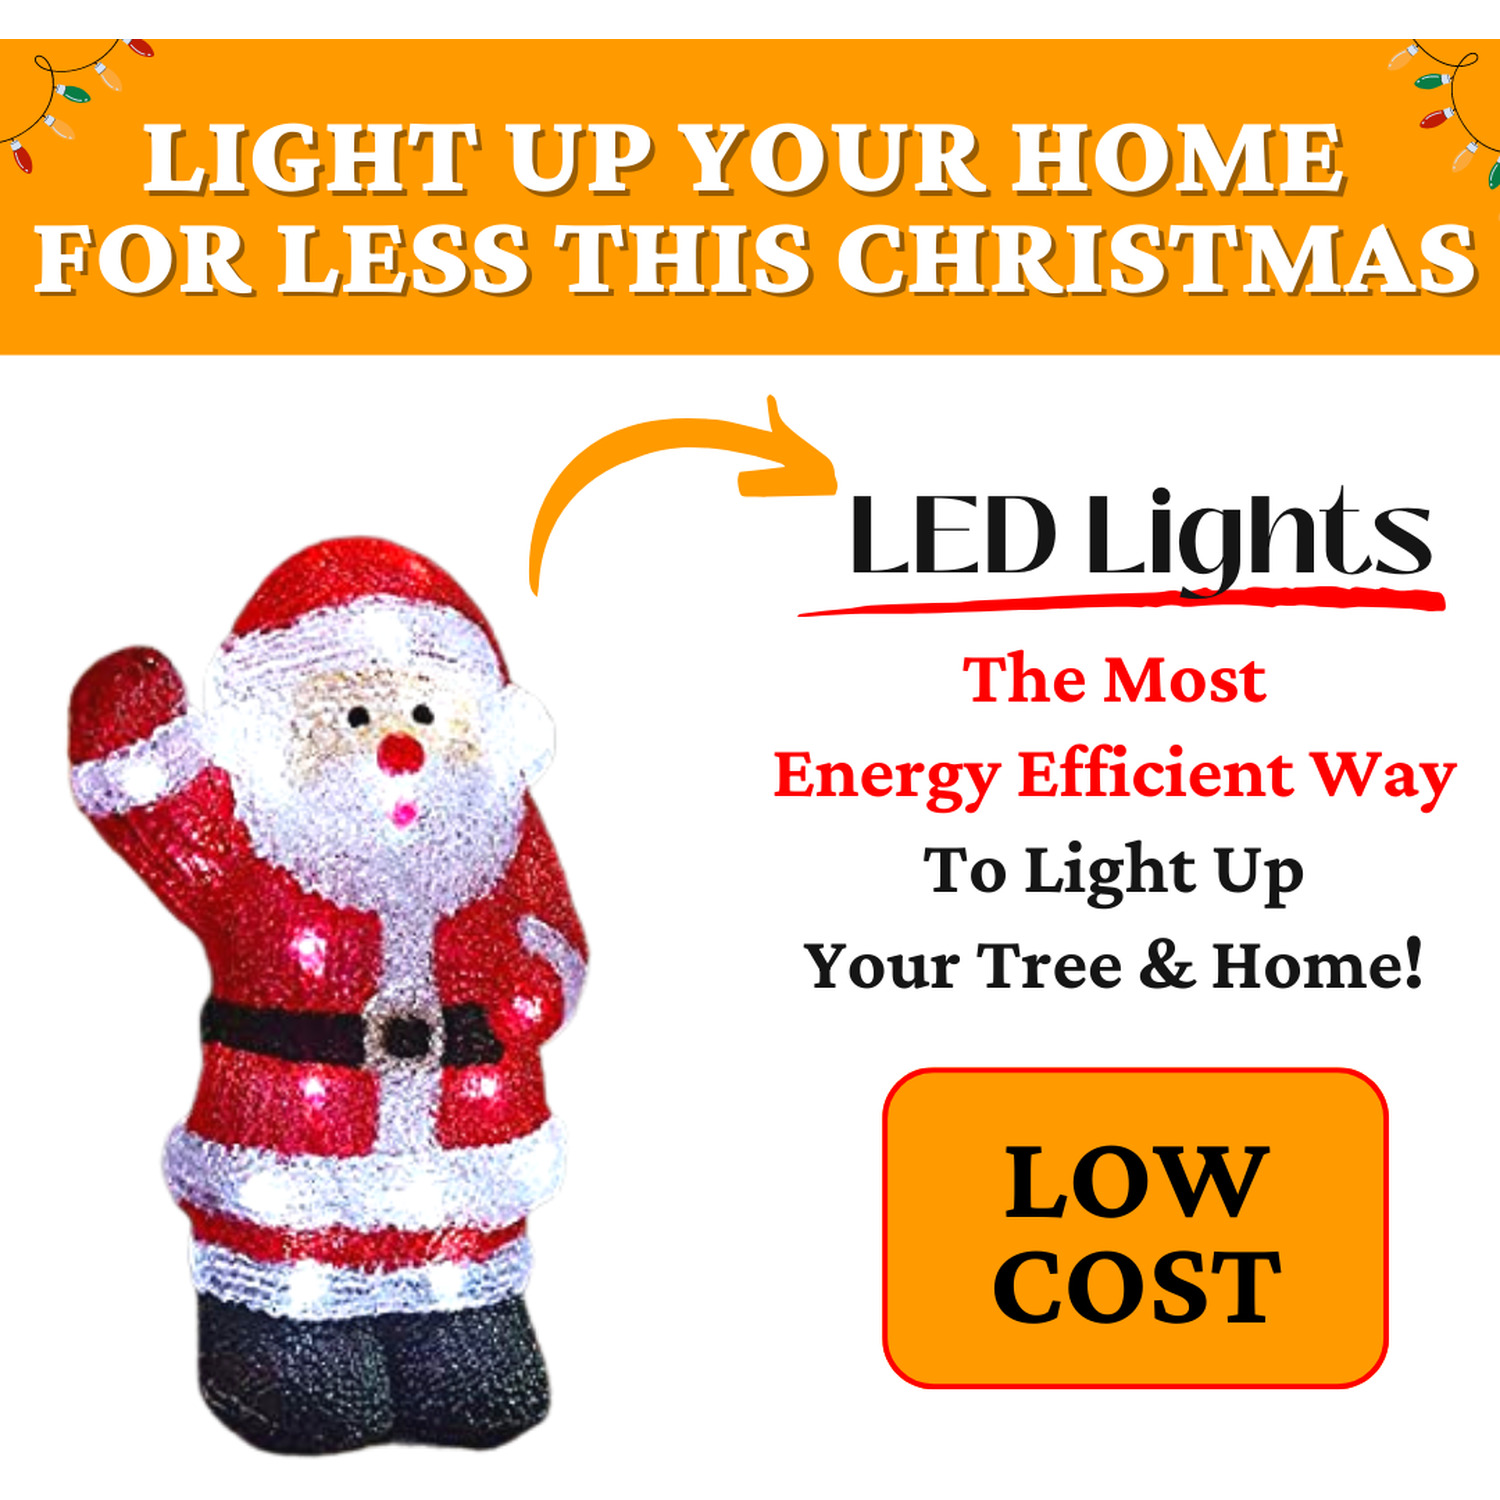 LIGHT UP YOUR HOME
FOR LESS THIS CHRISTMAS
LED Lights
The Most
Energy Efficient Way
To Light Up
Your Tree & Home!
LOW
COST